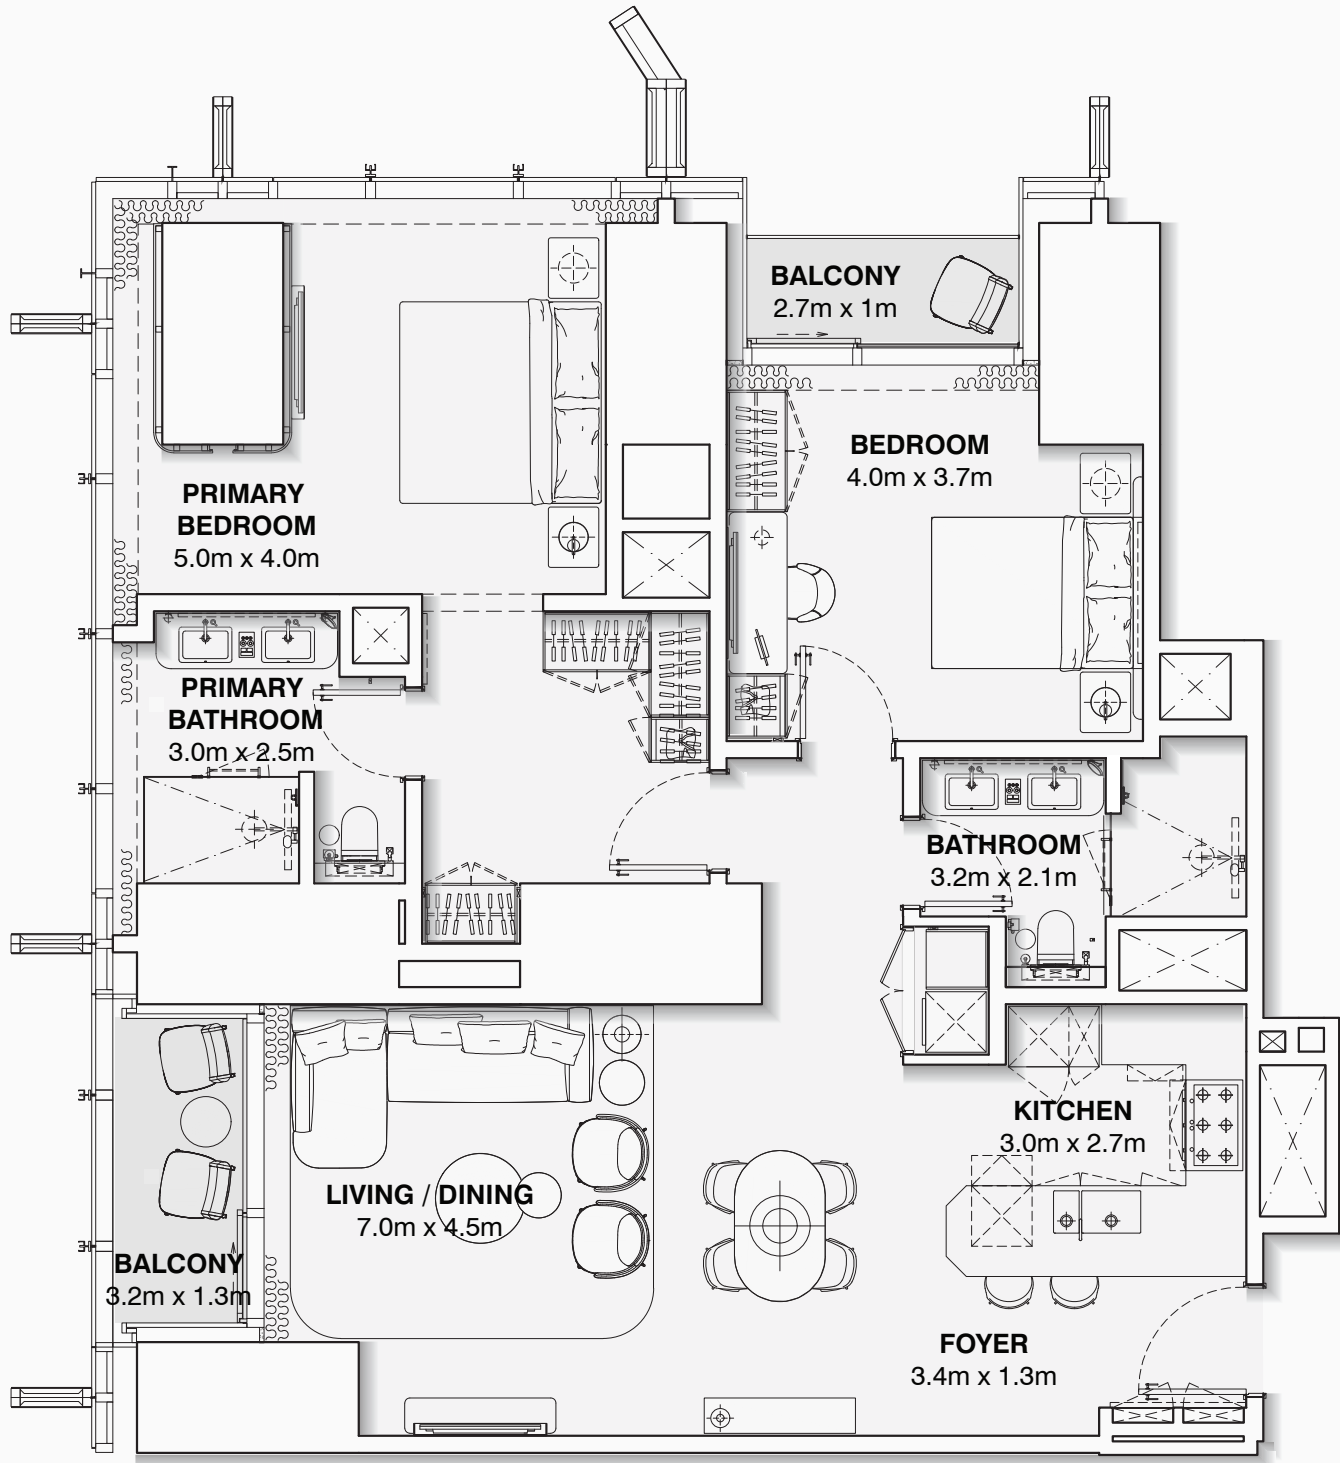 BALCONY
2.7m x 1m
BEDROOM
4.0m x 3.7m
PRIMARY
BEDROOM
5.0m x 4.0m
PRIMARY
BATHROOM
3.0m x 2.5m
BATHROOM
3.2m x 2.1m
KITCHEN
3.0m x 2.7m
LIVING / DINING
7.0m x 4.5m
BALCONY
3.2m x 1.3m
FOYER
3.4m x 1.3m